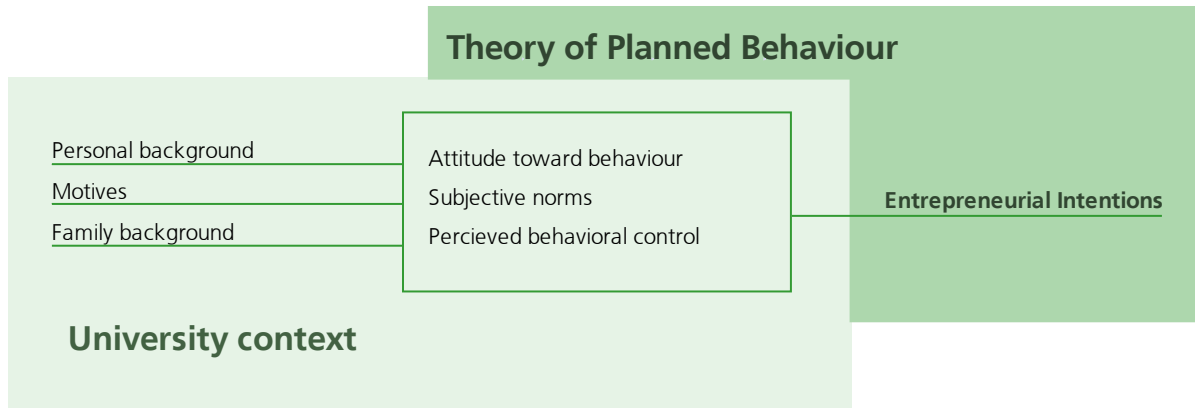 Theory of Planned Behaviour
Personal background
Motives
Family background
Attitude toward behaviour
Subjective norms
Percieved behavioral control
Entrepreneurial Intentions
University context